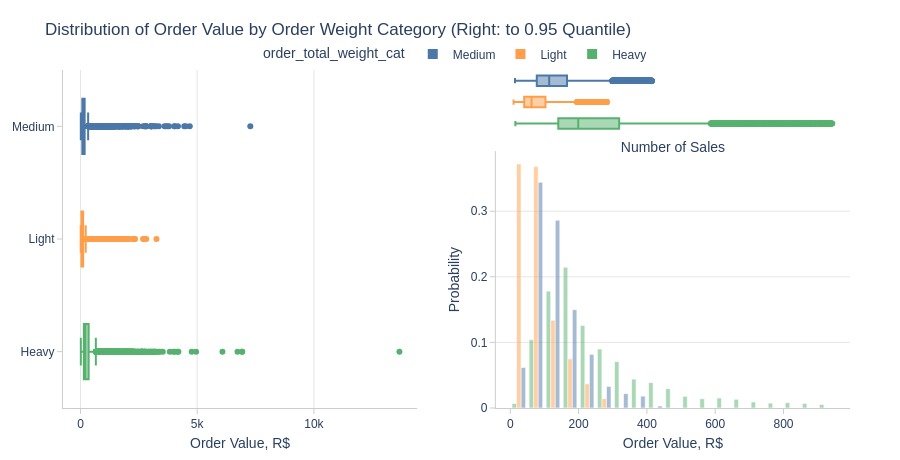 Distribution of Order Value by Order Weight Category (Right: to 0.95 Quantile)
order_total_weight_cat Medium Light Heavy
Medium
Light
Heavy
0 5k 10k
Order Value, R$
Number of Sales
Probability
0.3
0.2
0.1
0
0 200 400 600 800
Order Value, R$